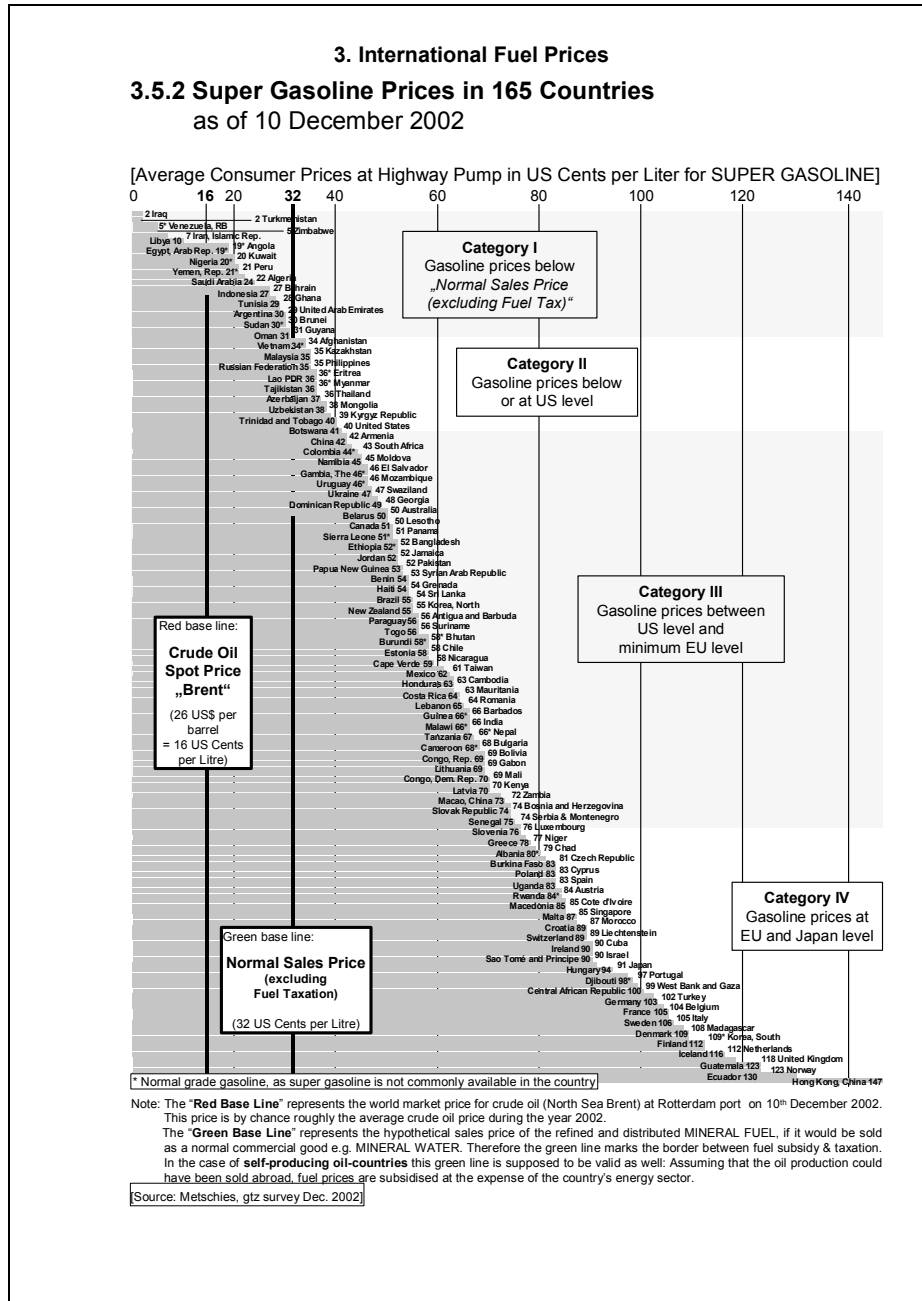 3. International Fuel Prices
3.5.2 Super Gasoline Prices in 165 Countries
as of 10 December 2002
[Average Consumer Prices at Highway Pump in US Cents per Liter for SUPER GASOLINE]
0 16 20 32 40 60 80 100 120 140
2 Iraq
2 Turkmenistan
5* Venezuela, RB
5 Zimbabwe
7 Iran, Islamic Rep.
Libya 10
19* Angola
Egypt, Arab Rep. 19*
20 Kuwait
Nigeria 20*
21 Peru
Yemen, Rep. 21*
22 Algeria
Saudi Arabia 24
27 Bahrain
Indonesia 27
28 Ghana
Tunisia 29
29 United Arab Emirates
Argentina 30
30 Brunei
Sudan 30*
31 Guyana
Oman 31
34 Afghanistan
Vietnam 34*
35 Kazakhstan
Malaysia 35
35 Philippines
Russian Federation 35
36* Eritrea
Lao PDR 36
36* Myanmar
Tajikistan 36
36 Thailand
Azerbaijan 37
38 Mongolia
Uzbekistan 38
39 Kyrgyz Republic
Trinidad and Tobago 40
40 United States
Botswana 41
42 Armenia
China 42
43 South Africa
Colombia 44*
45 Moldova
Namibia 45
46 El Salvador
Gambia, The 46*
46 Mozambique
Uruguay 46*
47 Swaziland
Ukraine 47
48 Georgia
Dominican Republic 49
50 Australia
Belarus 50
50 Lesotho
Canada 51
51 Panama
Sierra Leone 51*
52 Bangladesh
Ethiopia 52*
52 Jamaica
Jordan 52
52 Pakistan
Papua New Guinea 53
53 Syrian Arab Republic
Benin 54
54 Grenada
Haiti 54
54 Sri Lanka
Brazil 55
55 Korea, North
New Zealand 55
56 Antigua and Barbuda
Paraguay 56
56 Suriname
Togo 56
58* Bhutan
Burundi 58*
58 Chile
Estonia 58
58 Nicaragua
Cape Verde 59
61 Taiwan
Mexico 62
63 Cambodia
Honduras 63
63 Mauritania
Costa Rica 64
64 Romania
Lebanon 65
66 Barbados
Guinea 66*
66 India
Malawi 66*
66* Nepal
Tanzania 67
68 Bulgaria
Cameroon 68*
69 Bolivia
Congo, Rep. 69
69 Gabon
Lithuania 69
69 Mali
Congo, Dem. Rep. 70
70 Kenya
Latvia 70
72 Zambia
Macao, China 73
74 Bosnia and Herzegovina
Slovak Republic 74
74 Serbia & Montenegro
Senegal 75
76 Luxembourg
Slovenia 76
77 Niger
Greece 78
79 Chad
Albania 80*
81 Czech Republic
Burkina Faso 83
83 Cyprus
Poland 83
83 Spain
Uganda 83
84 Austria
Rwanda 84*
85 Cote d'Ivoire
Macedonia 85
85 Singapore
Malta 87
87 Morocco
Croatia 89
89 Liechtenstein
Switzerland 89
90 Cuba
Ireland 90
90 Israel
Sao Tomé and Principe 90
91 Japan
Hungary 94
97 Portugal
Djibouti 98*
99 West Bank and Gaza
Central African Republic 100
102 Turkey
Germany 103
104 Belgium
France 105
105 Italy
Sweden 106
108 Madagascar
Denmark 109
109* Korea, South
Finland 112
112 Netherlands
Iceland 116
118 United Kingdom
Guatemala 123
123 Norway
Ecuador 130
Hong Kong, China 147
Category I
Gasoline prices below
„Normal Sales Price
(excluding Fuel Tax)“
Category II
Gasoline prices below
or at US level
Category III
Gasoline prices between
US level and
minimum EU level
Category IV
Gasoline prices at
EU and Japan level
Red base line:
Crude Oil
Spot Price
„Brent“
(26 US$ per
barrel
= 16 US Cents
per Litre)
Green base line:
Normal Sales Price
(excluding
Fuel Taxation)
(32 US Cents per Litre)
* Normal grade gasoline, as super gasoline is not commonly available in the country
Note: The “Red Base Line” represents the world market price for crude oil (North Sea Brent) at Rotterdam port on 10th December 2002.
This price is by chance roughly the average crude oil price during the year 2002.
The “Green Base Line” represents the hypothetical sales price of the refined and distributed MINERAL FUEL, if it would be sold
as a normal commercial good e.g. MINERAL WATER. Therefore the green line marks the border between fuel subsidy & taxation.
In the case of self-producing oil-countries this green line is supposed to be valid as well: Assuming that the oil production could
have been sold abroad, fuel prices are subsidised at the expense of the country's energy sector.
[Source: Metschies, gtz survey Dec. 2002]